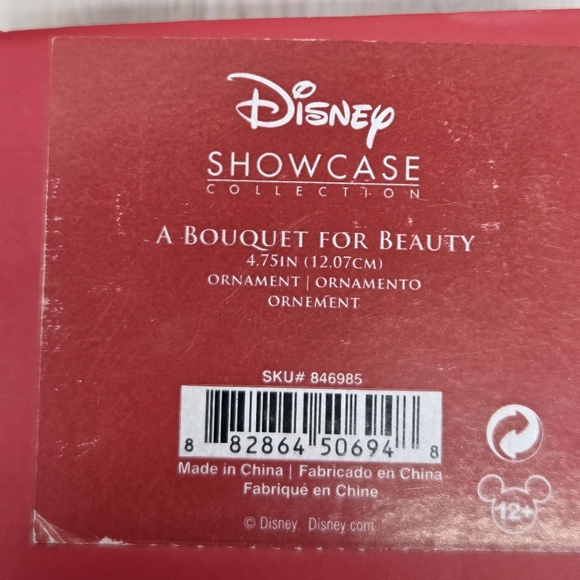 Disney
SHOWCASE
COLLECTION
A BOUQUET FOR BEAUTY
4.75IN (12.07CM)
ORNAMENT | ORNAMENTO
ORNEMENT
SKU# 846985
8 82864 50694 8
Made in China | Fabricado en China
Fabriqué en Chine
12+
© Disney. Disney.com